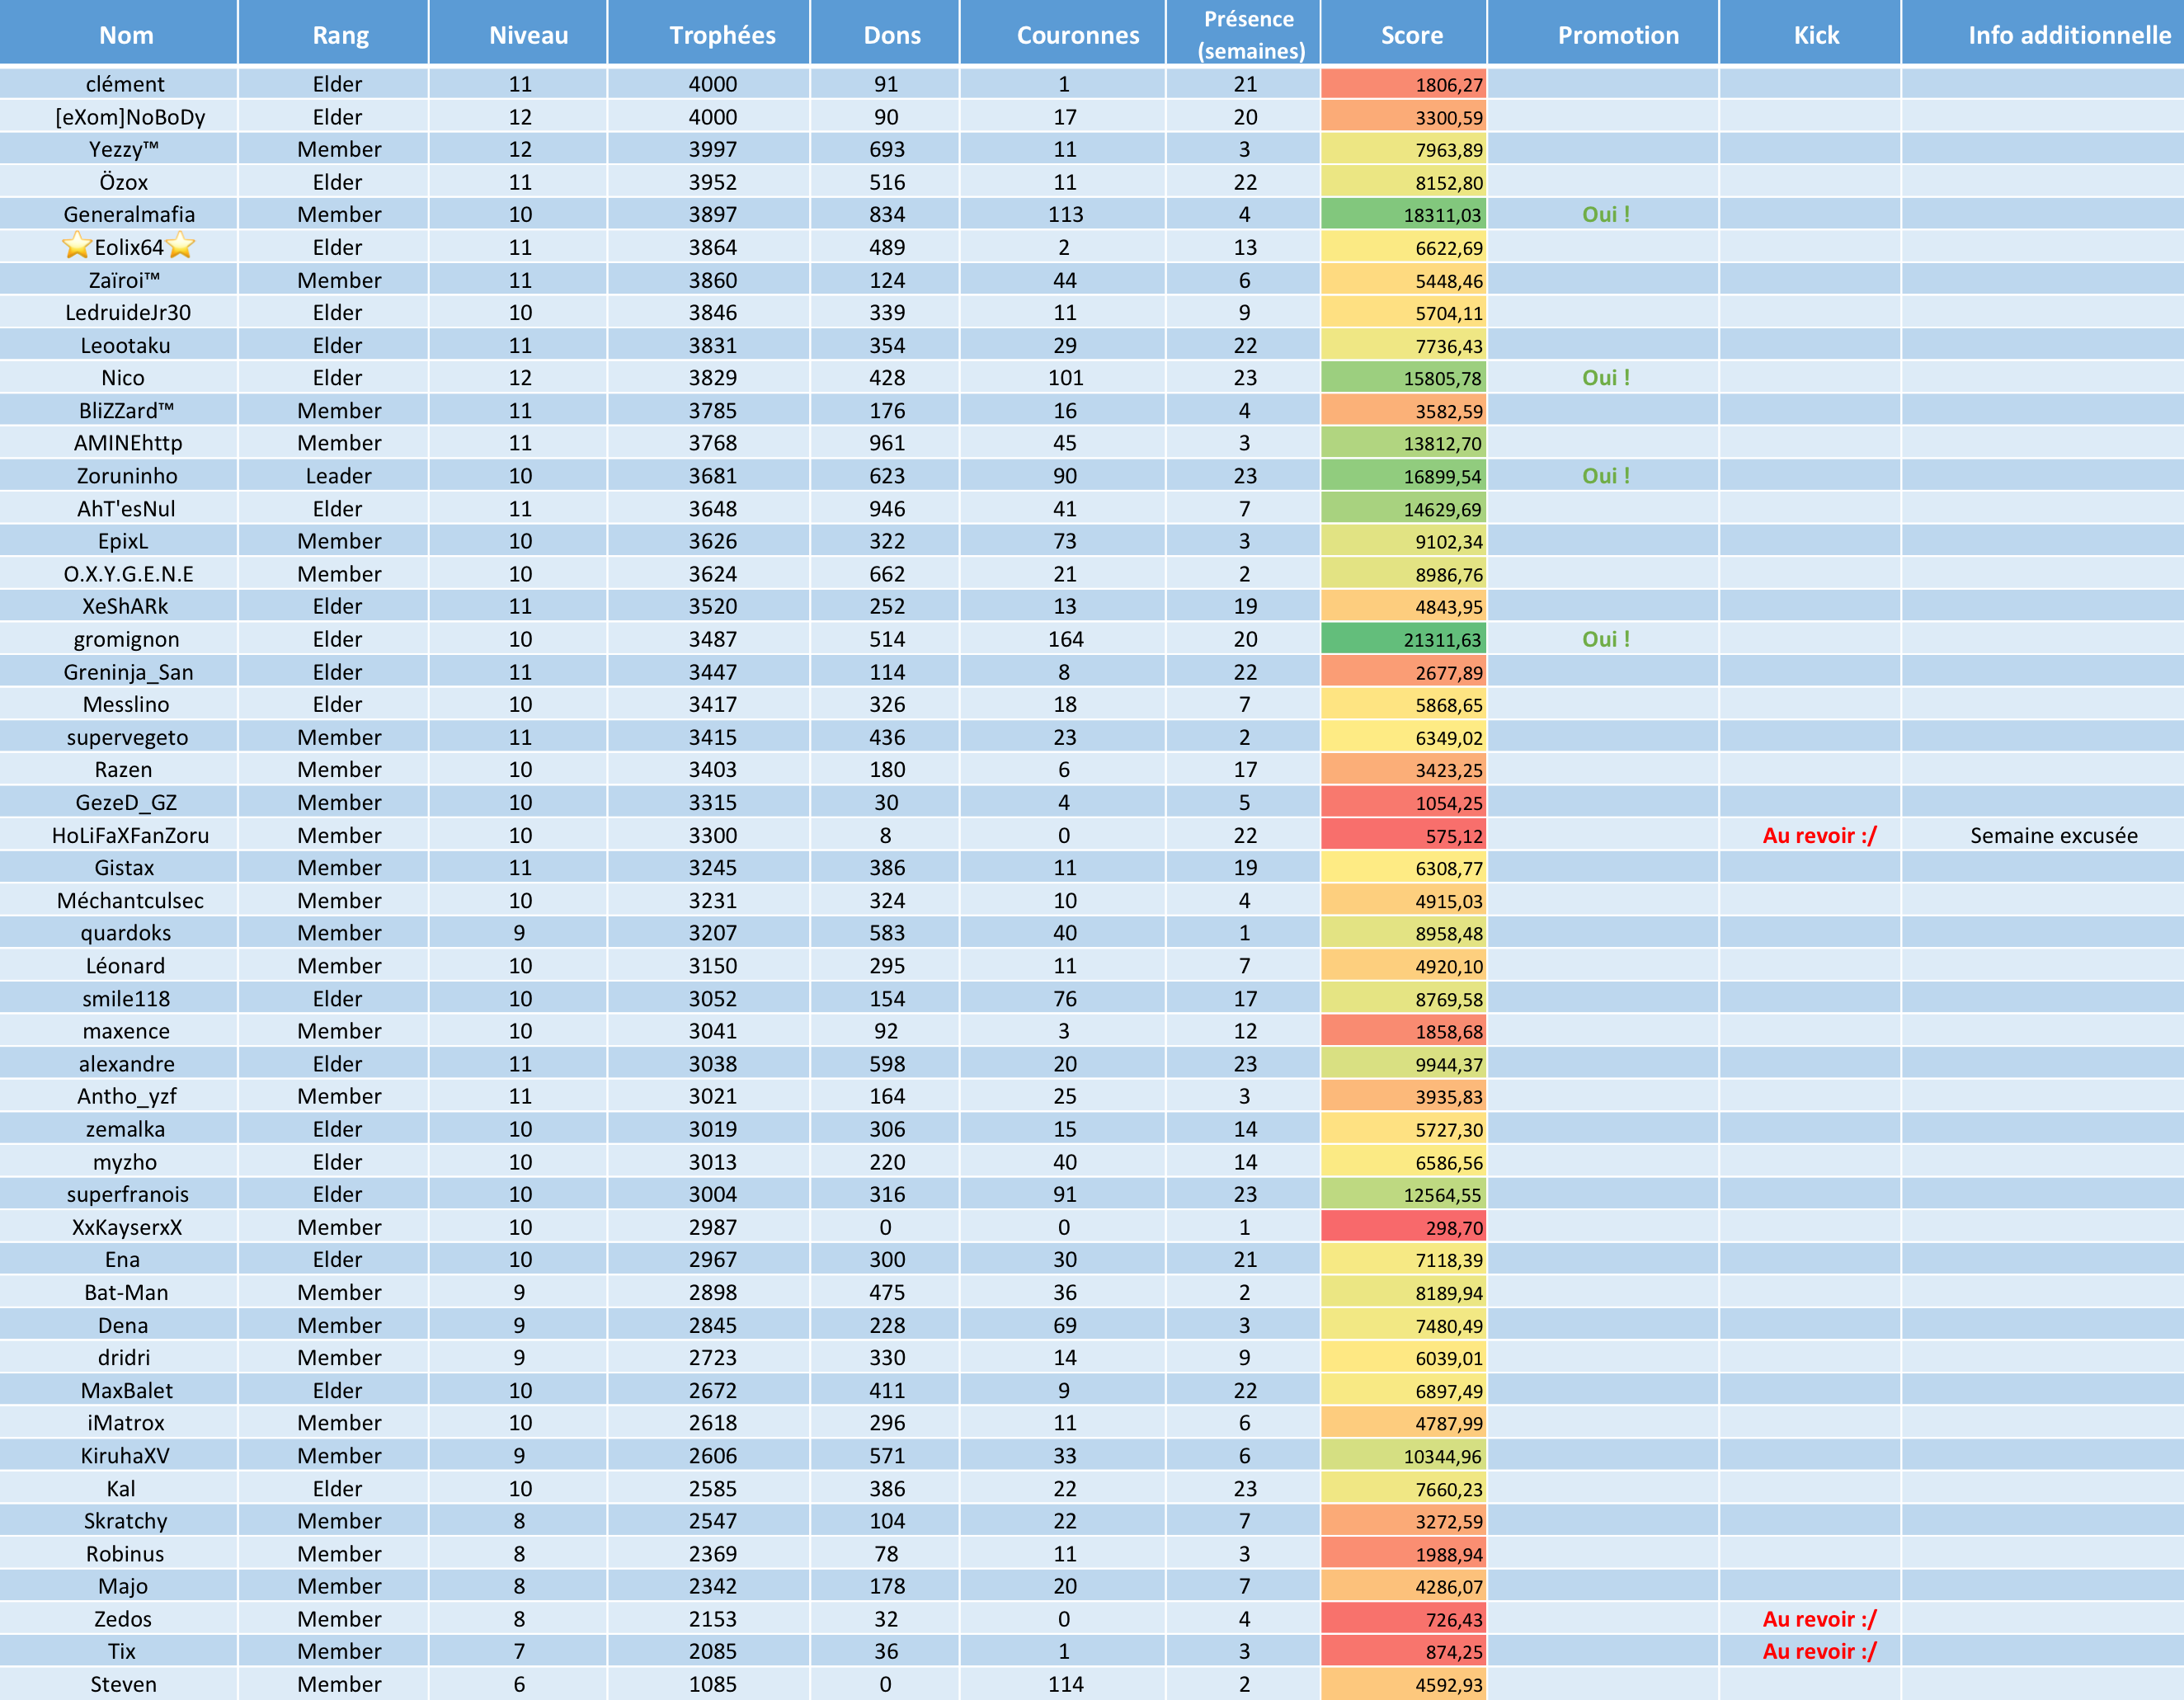 Nom Rang Niveau Trophées Dons Couronnes Présence (semaines) Score Promotion Kick Info additionnelle
clément Elder 11 4000 91 1 21 1806,27
[eXom]NoBoDy Elder 12 4000 90 17 20 3300,59
Yezzy™ Member 12 3997 693 11 3 7963,89
Özox Elder 11 3952 516 11 22 8152,80
Generalmafia Member 10 3897 834 113 4 18311,03 Oui !
⭐Eolix64⭐ Elder 11 3864 489 2 13 6622,69
Zaïroi™ Member 11 3860 124 44 6 5448,46
LedruideJr30 Elder 10 3846 339 11 9 5704,11
Leootaku Elder 11 3831 354 29 22 7736,43
Nico Elder 12 3829 428 101 23 15805,78 Oui !
BliZZard™ Member 11 3785 176 16 4 3582,59
AMINEhttp Member 11 3768 961 45 3 13812,70
Zoruninho Leader 10 3681 623 90 23 16899,54 Oui !
AhT'esNul Elder 11 3648 946 41 7 14629,69
EpixL Member 10 3626 322 73 3 9102,34
O.X.Y.G.E.N.E Member 10 3624 662 21 2 8986,76
XeShARk Elder 11 3520 252 13 19 4843,95
gromignon Elder 10 3487 514 164 20 21311,63 Oui !
Greninja_San Elder 11 3447 114 8 22 2677,89
Messlino Elder 10 3417 326 18 7 5868,65
supervegeto Member 11 3415 436 23 2 6349,02
Razen Member 10 3403 180 6 17 3423,25
GezeD_GZ Member 10 3315 30 4 5 1054,25
HoLiFaXFanZoru Member 10 3300 8 0 22 575,12 Au revoir :/ Semaine excusée
Gistax Member 11 3245 386 11 19 6308,77
Méchantculsec Member 10 3231 324 10 4 4915,03
quardoks Member 9 3207 583 40 1 8958,48
Léonard Member 10 3150 295 11 7 4920,10
smile118 Elder 10 3052 154 76 17 8769,58
maxence Member 10 3041 92 3 12 1858,68
alexandre Elder 11 3038 598 20 23 9944,37
Antho_yzf Member 11 3021 164 25 3 3935,83
zemalka Elder 10 3019 306 15 14 5727,30
myzho Elder 10 3013 220 40 14 6586,56
superfranois Elder 10 3004 316 91 23 12564,55
XxKayserxX Member 10 2987 0 0 1 298,70
Ena Elder 10 2967 300 30 21 7118,39
Bat-Man Member 9 2898 475 36 2 8189,94
Dena Member 9 2845 228 69 3 7480,49
dridri Member 9 2723 330 14 9 6039,01
MaxBalet Elder 10 2672 411 9 22 6897,49
iMatrox Member 10 2618 296 11 6 4787,99
KiruhaXV Member 9 2606 571 33 6 10344,96
Kal Elder 10 2585 386 22 23 7660,23
Skratchy Member 8 2547 104 22 7 3272,59
Robinus Member 8 2369 78 11 3 1988,94
Majo Member 8 2342 178 20 7 4286,07
Zedos Member 8 2153 32 0 4 726,43 Au revoir :/
Tix Member 7 2085 36 1 3 874,25 Au revoir :/
Steven Member 6 1085 0 114 2 4592,93